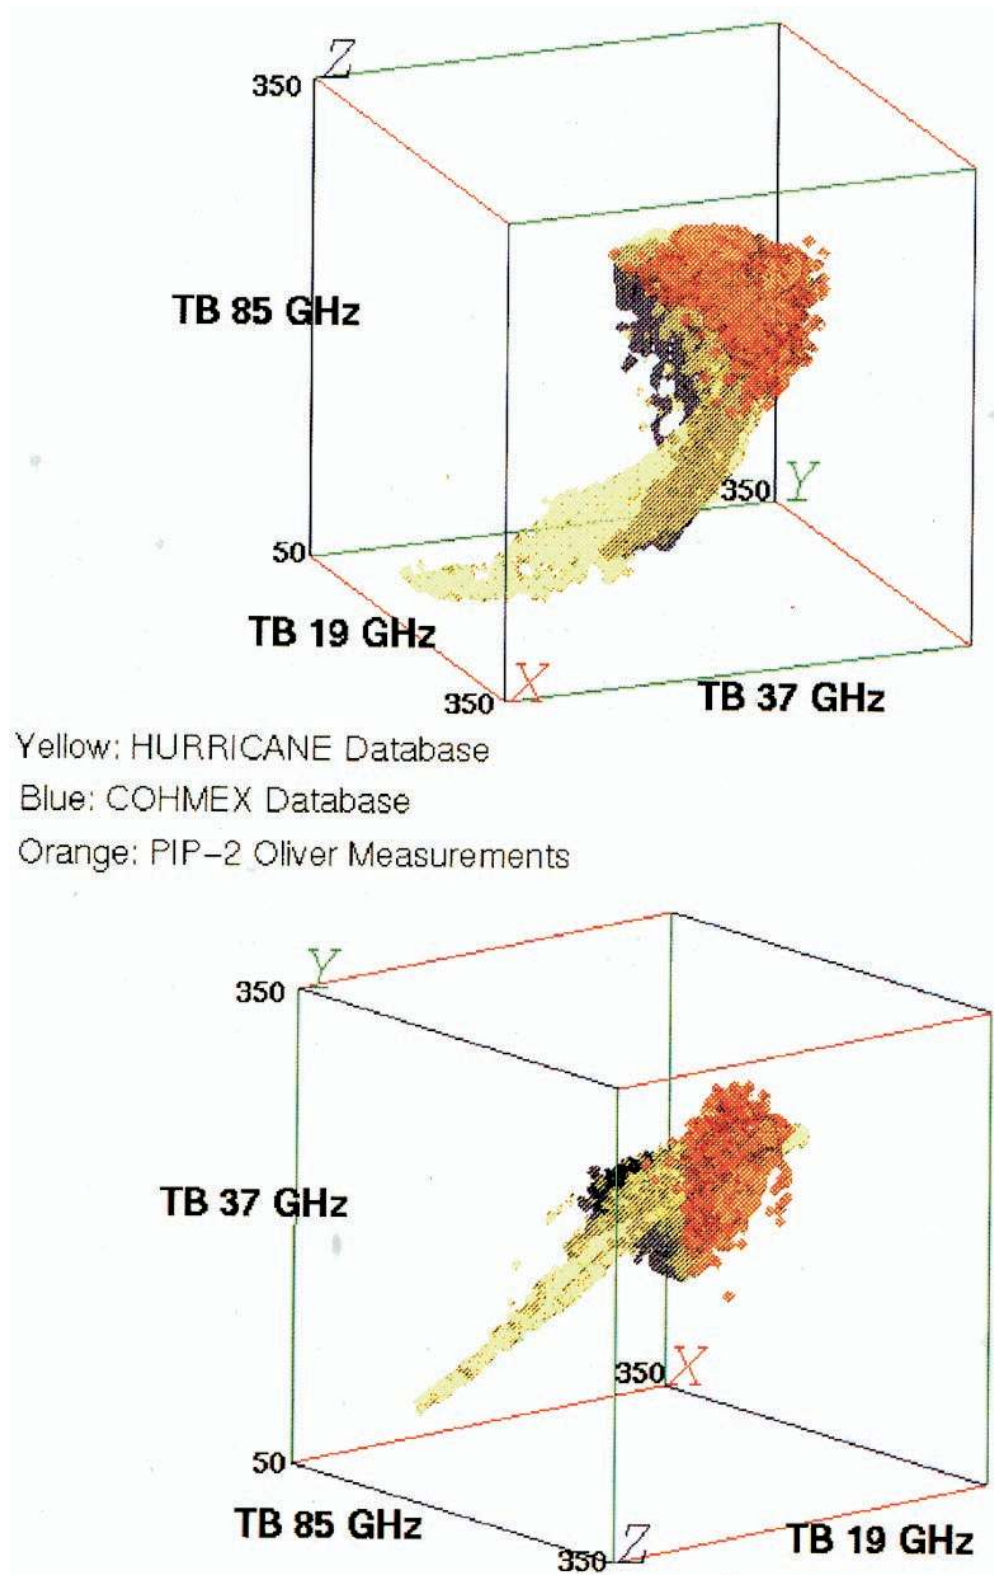 Z
350
TB 85 GHz
350 Y
50
TB 19 GHz
350 X
TB 37 GHz
Yellow: HURRICANE Database
Blue: COHMEX Database
Orange: PIP-2 Oliver Measurements
Y
350
TB 37 GHz
350 X
50
TB 85 GHz
TB 19 GHz
350 Z